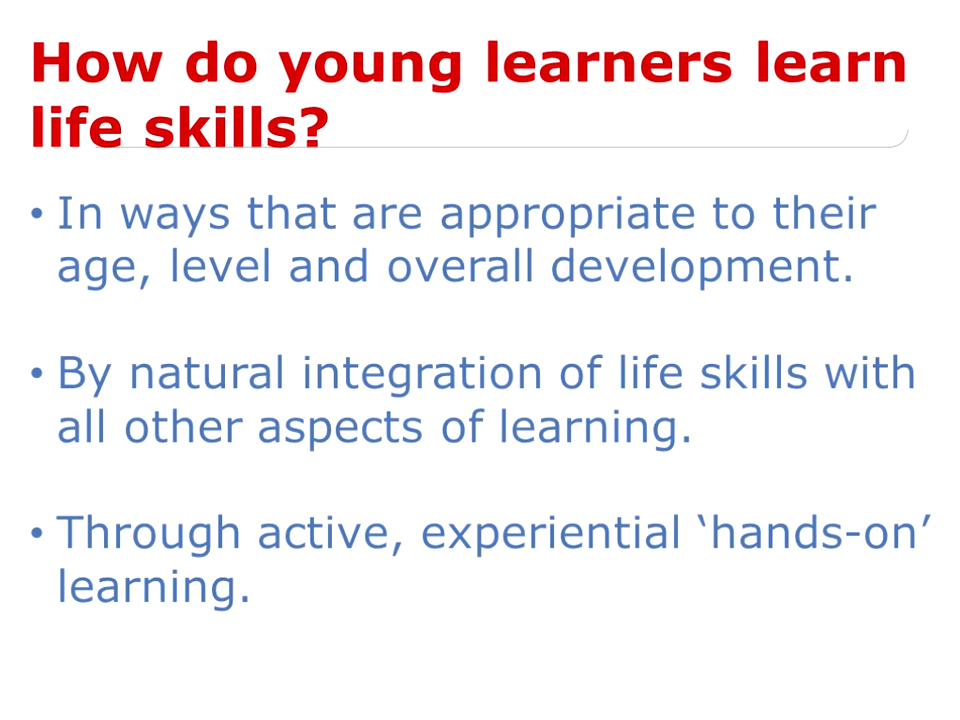 How do young learners learn
life skills?
• In ways that are appropriate to their
age, level and overall development.
• By natural integration of life skills with
all other aspects of learning.
• Through active, experiential ‘hands-on’
learning.